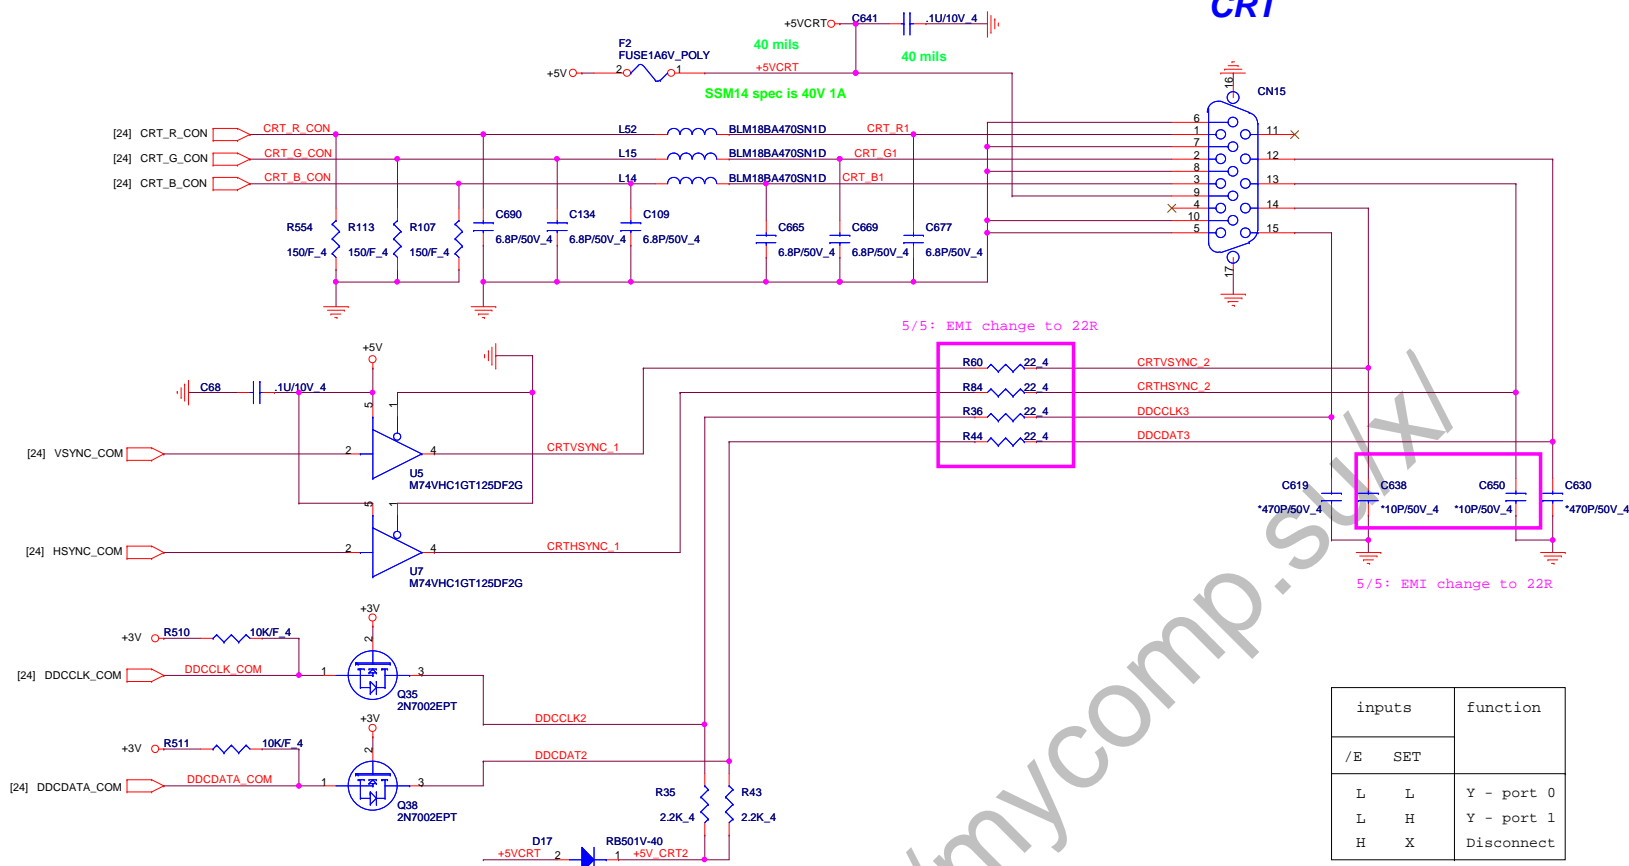 CRT
+5VCRT
C641
.1U/10V_4
F2
FUSE1A6V_POLY
40 mils
40 mils
+5V
2
1
+5VCRT
SSM14 spec is 40V 1A
16
CN15
[24] CRT_R_CON
CRT_R_CON
L52
BLM18BA470SN1D
CRT_R1
[24] CRT_G_CON
CRT_G_CON
L15
BLM18BA470SN1D
CRT_G1
[24] CRT_B_CON
CRT_B_CON
L14
BLM18BA470SN1D
CRT_B1
6
1
7
2
8
3
9
4
10
5
11
12
13
14
15
17
R554
150/F_4
R113
150/F_4
R107
150/F_4
C690
6.8P/50V_4
C134
6.8P/50V_4
C109
6.8P/50V_4
C665
6.8P/50V_4
C669
6.8P/50V_4
C677
6.8P/50V_4
5/5: EMI change to 22R
R60
22_4
CRTVSYNC_2
R84
22_4
CRTHSYNC_2
R36
22_4
DDCCLK3
R44
22_4
DDCDAT3
+5V
C68
.1U/10V_4
5
1
[24] VSYNC_COM
2
4
CRTVSYNC_1
U5
M74VHC1GT125DF2G
5
1
[24] HSYNC_COM
2
4
CRTHSYNC_1
U7
M74VHC1GT125DF2G
C619
*470P/50V_4
C638
*10P/50V_4
C650
*10P/50V_4
C630
*470P/50V_4
5/5: EMI change to 22R
+3V
+3V
R510
10K/F_4
2
[24] DDCCLK_COM
DDCCLK_COM
1
3
Q35
2N7002EPT
DDCCLK2
+3V
+3V
R511
10K/F_4
2
[24] DDCDATA_COM
DDCDATA_COM
1
3
Q38
2N7002EPT
DDCDAT2
R35
2.2K_4
R43
2.2K_4
D17
RB501V-40
+5VCRT
2
1
+5V_CRT2
inputs function
/E SET
L L Y - port 0
L H Y - port 1
H X Disconnect
/mycomp.su/x/